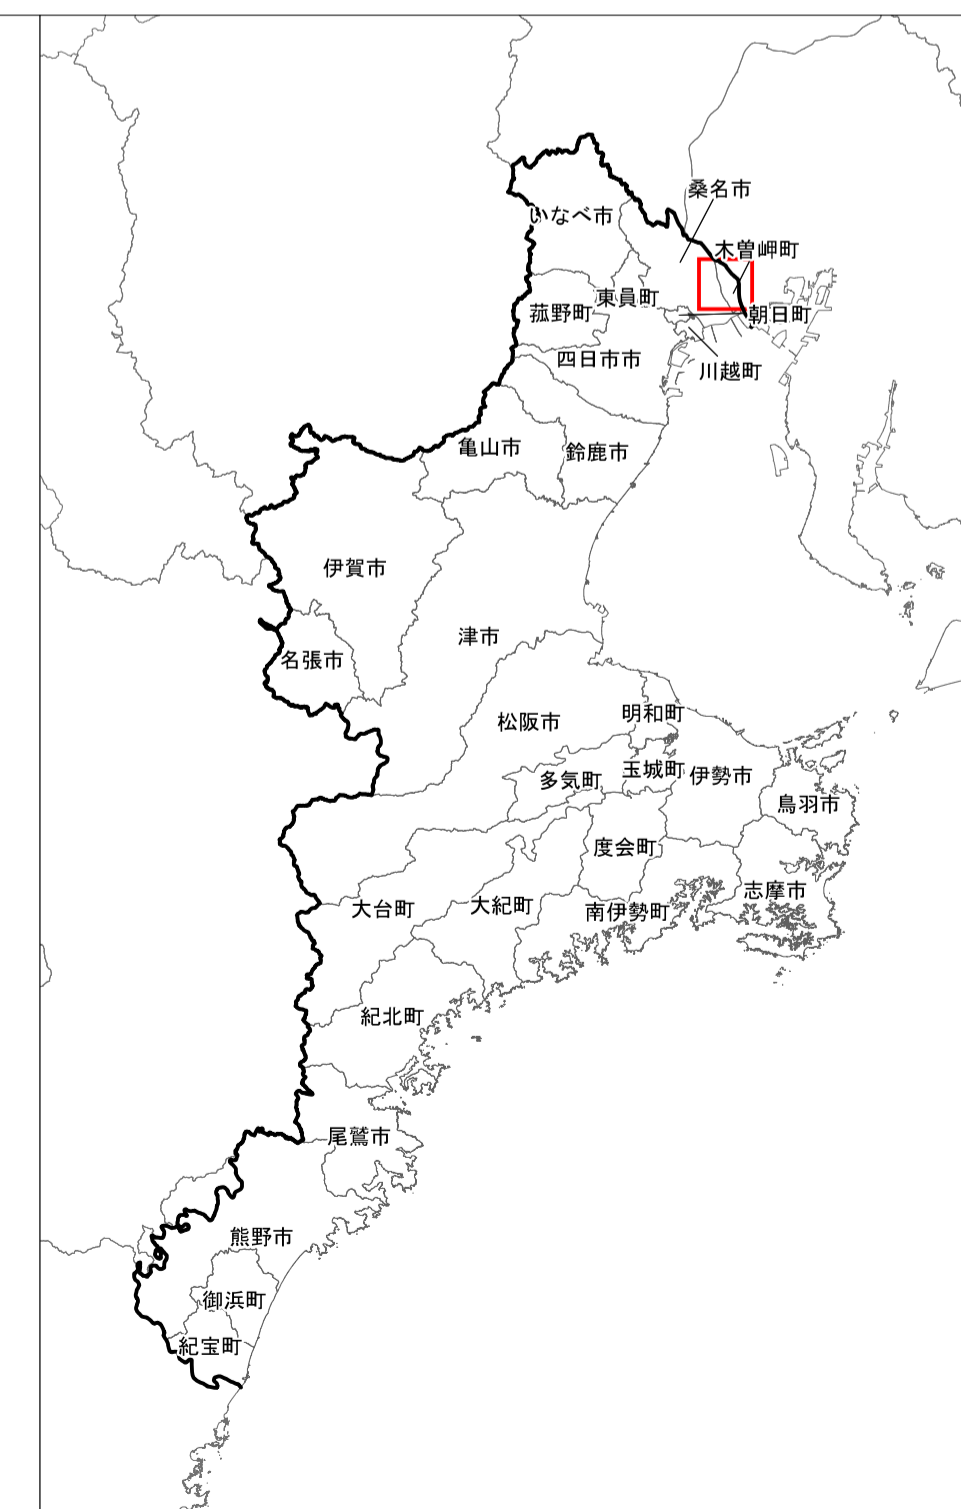 桑名市
いなべ市
木曽岬町
東員町
菰野町
朝日町
四日市市
川越町
亀山市
鈴鹿市
伊賀市
津市
名張市
明和町
松阪市
玉城町
伊勢市
多気町
鳥羽市
度会町
志摩市
大紀町
大台町
南伊勢町
紀北町
尾鷲市
熊野市
御浜町
紀宝町